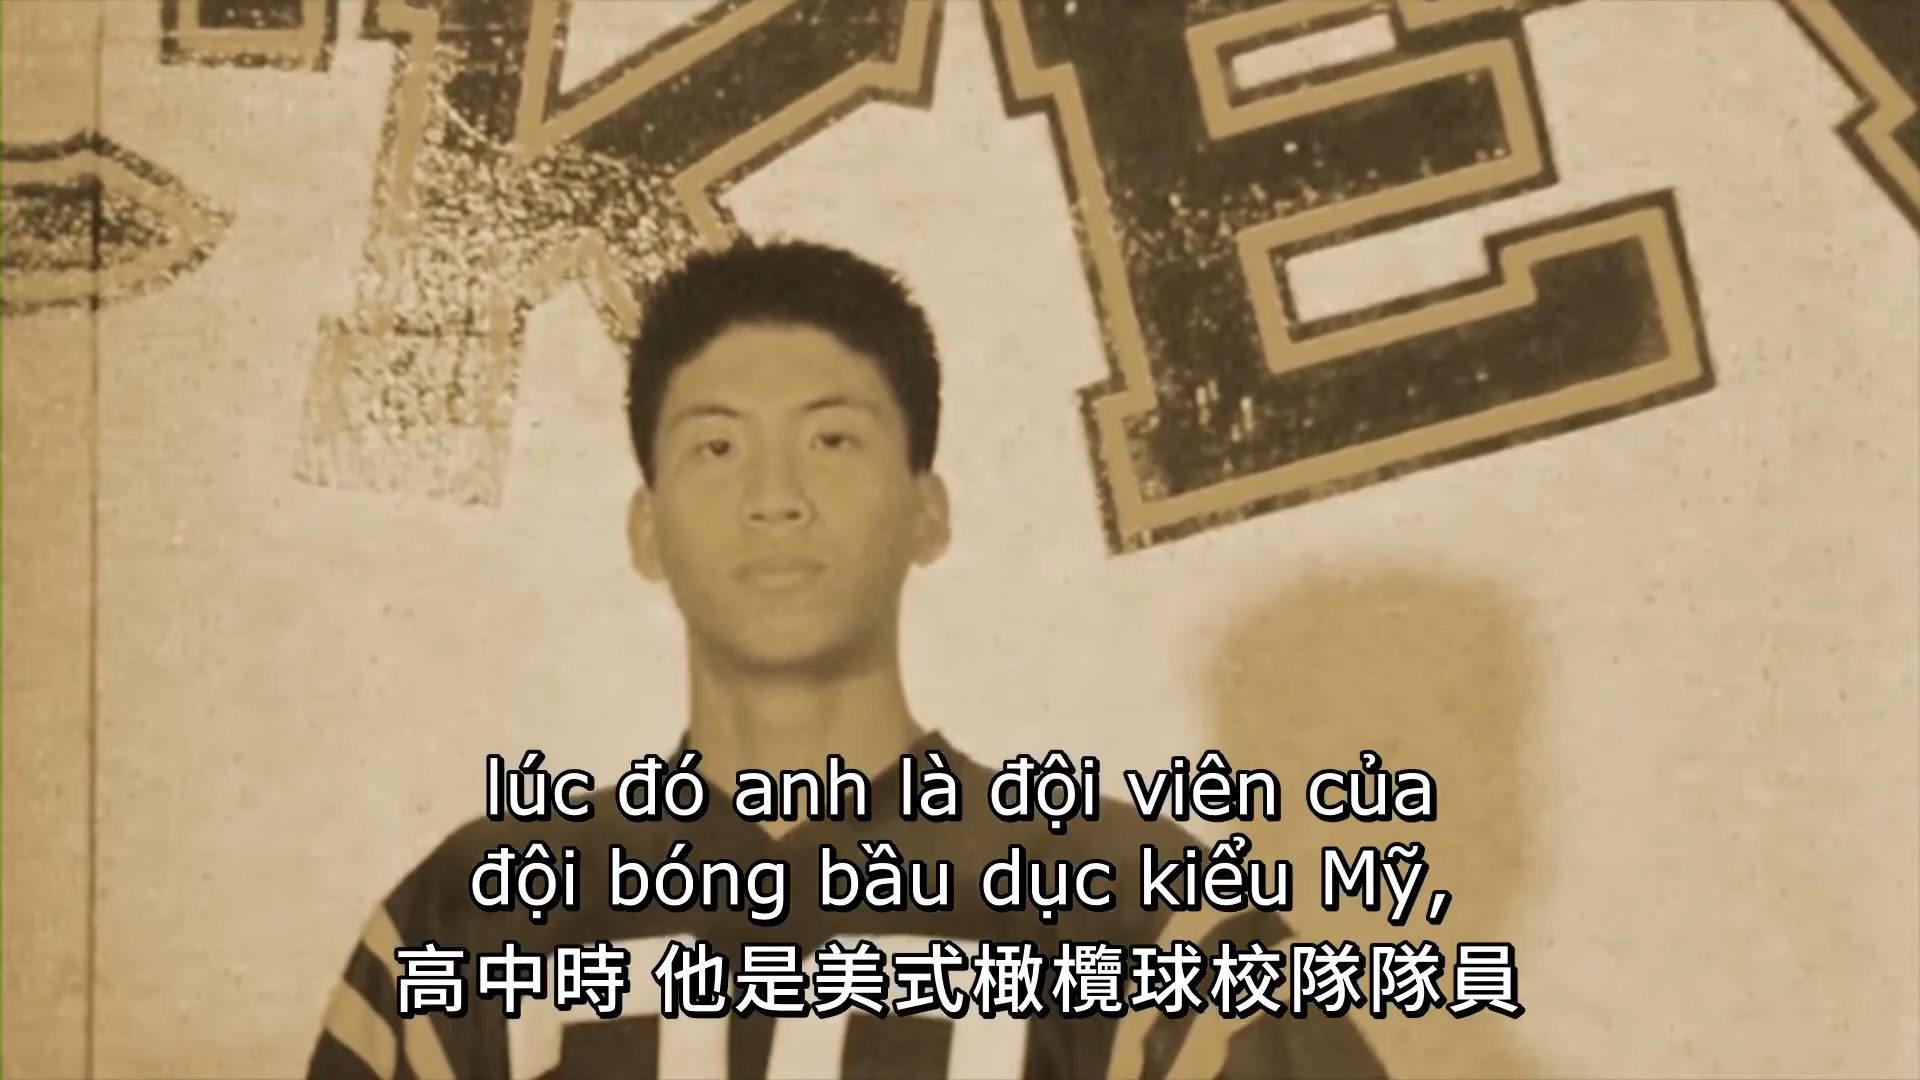 KE
lúc đó anh là đội viên của
đội bóng bầu dục kiểu Mỹ,
高中時 他是美式橄欖球校隊隊員